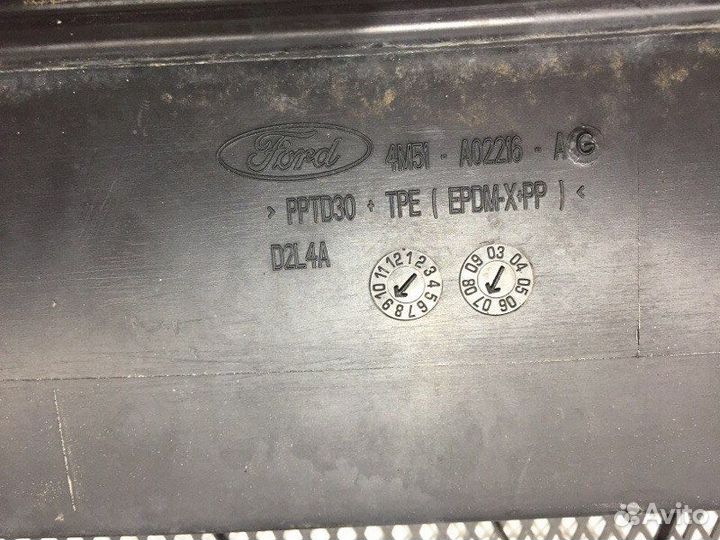 Ford 4M51 - A02216 - AG
> PPTD30 + TPE ( EPDM-X+PP ) <
D2L4A
1 2 3 4 5 6 7 8 9 10 11 12
03 04 05 06 07 08 09
Avito